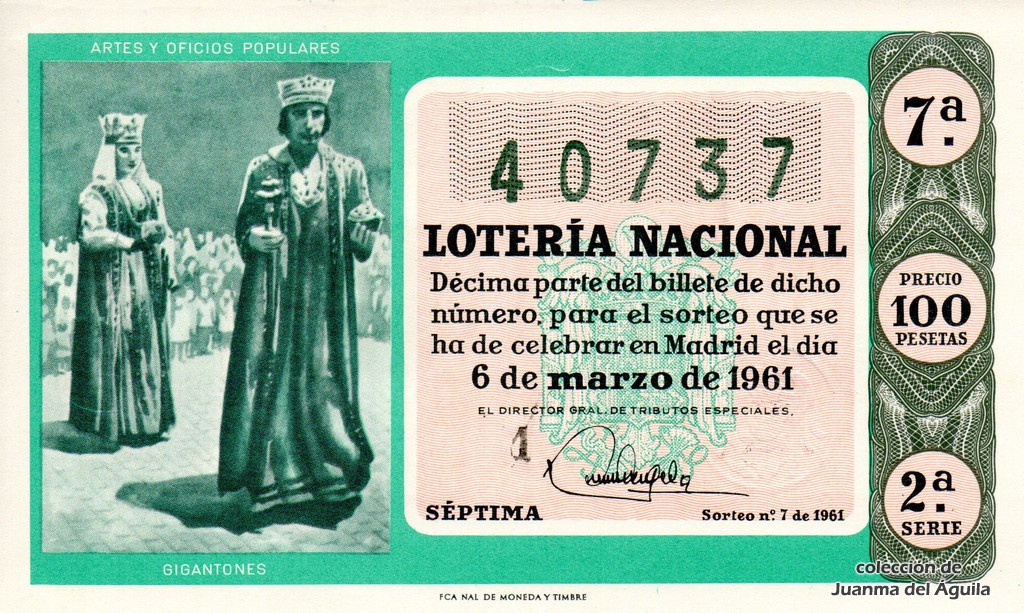 ARTES Y OFICIOS POPULARES
GIGANTONES
40737
LOTERÍA NACIONAL
Décima parte del billete de dicho
número, para el sorteo que se
ha de celebrar en Madrid el día
6 de marzo de 1961
EL DIRECTOR GRAL. DE TRIBUTOS ESPECIALES,
1
SÉPTIMA
Sorteo nº 7 de 1961
7ª.
PRECIO
100
PESETAS
2ª.
SERIE
FCA NAL DE MONEDA Y TIMBRE
colección de
Juanma del Águila